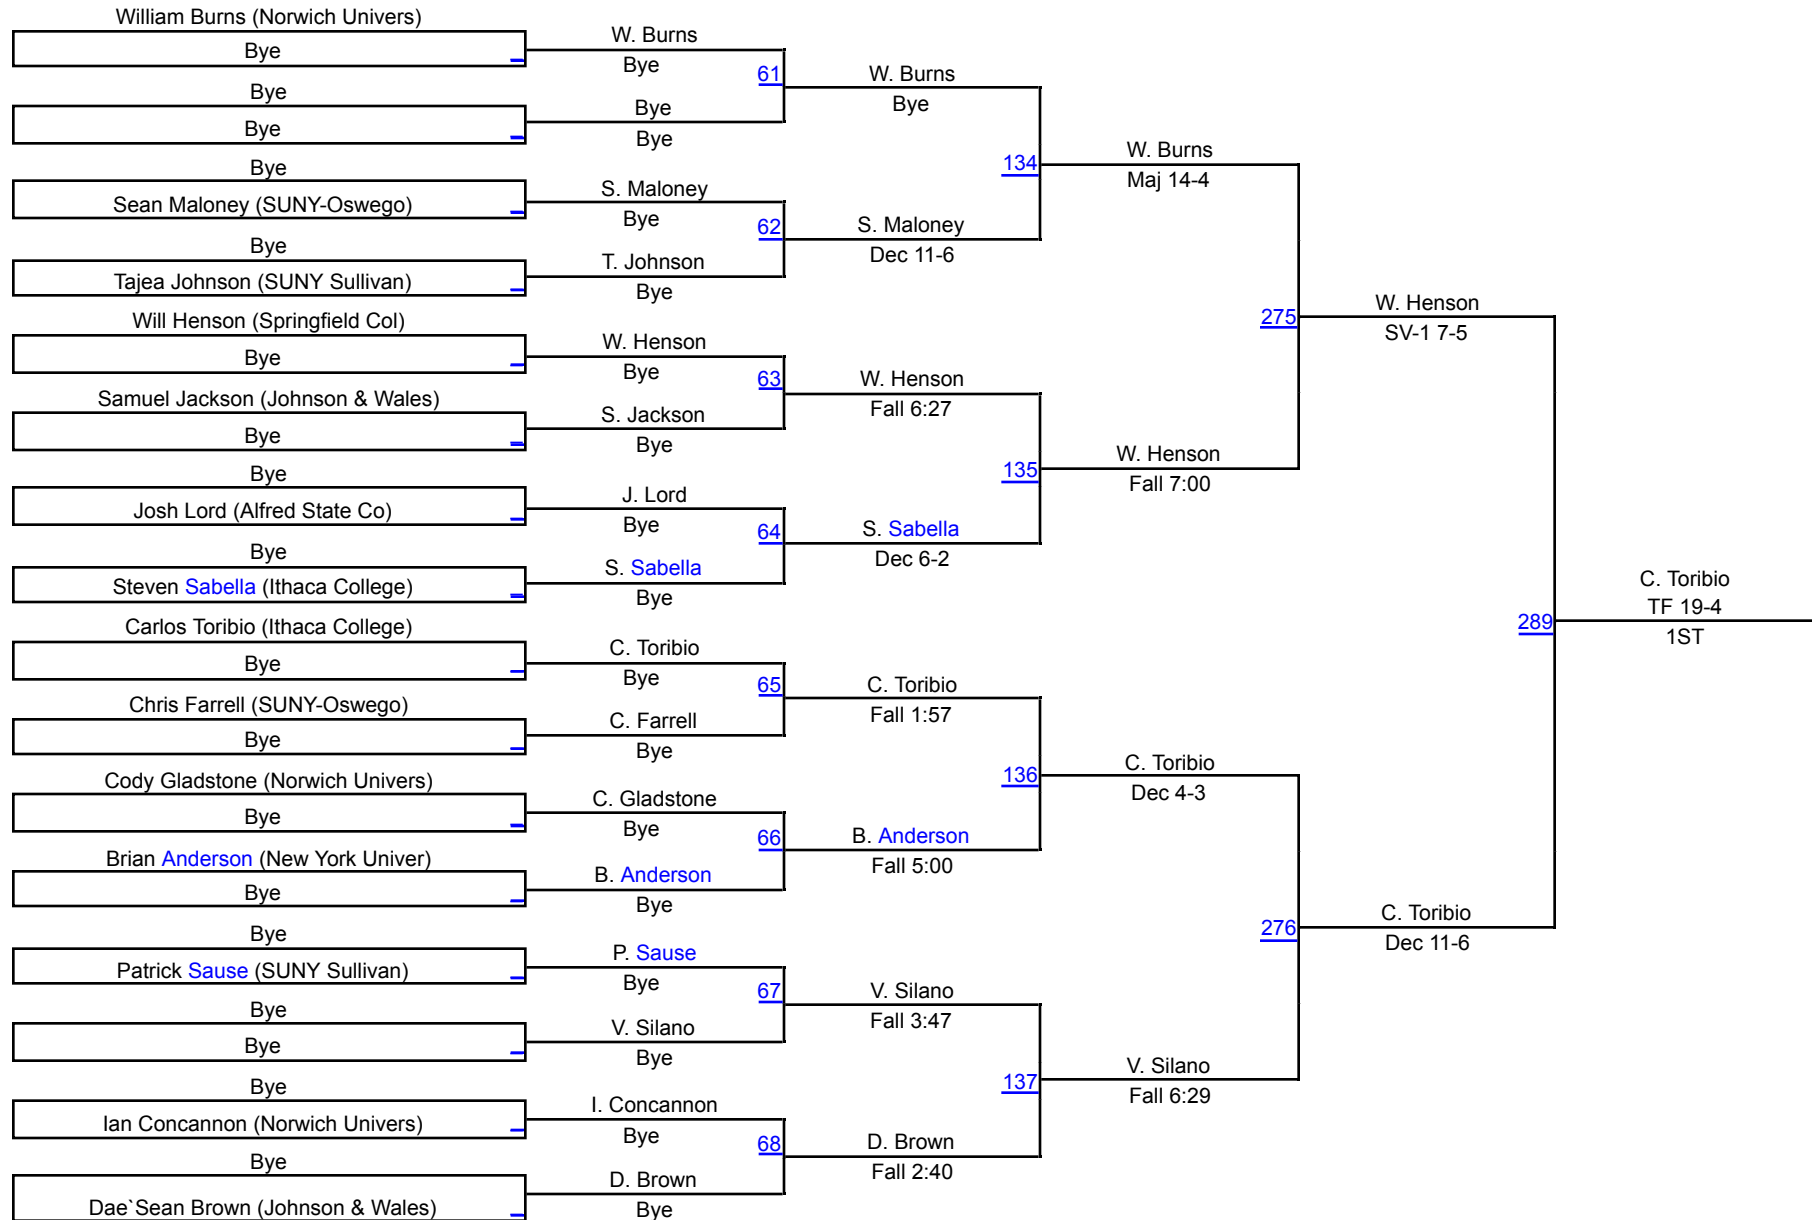 William Burns (Norwich Univers)
Bye
Bye
Bye
Bye
Sean Maloney (SUNY-Oswego)
Bye
Tajea Johnson (SUNY Sullivan)
Will Henson (Springfield Col)
Bye
Samuel Jackson (Johnson & Wales)
Bye
Bye
Josh Lord (Alfred State Co)
Bye
Steven Sabella (Ithaca College)
Carlos Toribio (Ithaca College)
Bye
Chris Farrell (SUNY-Oswego)
Bye
Cody Gladstone (Norwich Univers)
Bye
Brian Anderson (New York Univer)
Bye
Bye
Patrick Sause (SUNY Sullivan)
Bye
Bye
Bye
Ian Concannon (Norwich Univers)
Bye
Dae`Sean Brown (Johnson & Wales)
W. Burns
Bye
61
Bye
Bye
S. Maloney
Bye
62
T. Johnson
Bye
W. Henson
Bye
63
S. Jackson
Bye
J. Lord
Bye
64
S. Sabella
Bye
C. Toribio
Bye
65
C. Farrell
Bye
C. Gladstone
Bye
66
B. Anderson
Bye
P. Sause
Bye
67
V. Silano
Bye
I. Concannon
Bye
68
D. Brown
Bye
W. Burns
Bye
134
S. Maloney
Dec 11-6
W. Henson
Fall 6:27
135
S. Sabella
Dec 6-2
C. Toribio
Fall 1:57
136
B. Anderson
Fall 5:00
V. Silano
Fall 3:47
137
D. Brown
Fall 2:40
W. Burns
Maj 14-4
275
W. Henson
Fall 7:00
C. Toribio
Dec 4-3
276
V. Silano
Fall 6:29
W. Henson
SV-1 7-5
289
C. Toribio
Dec 11-6
C. Toribio
TF 19-4
1ST